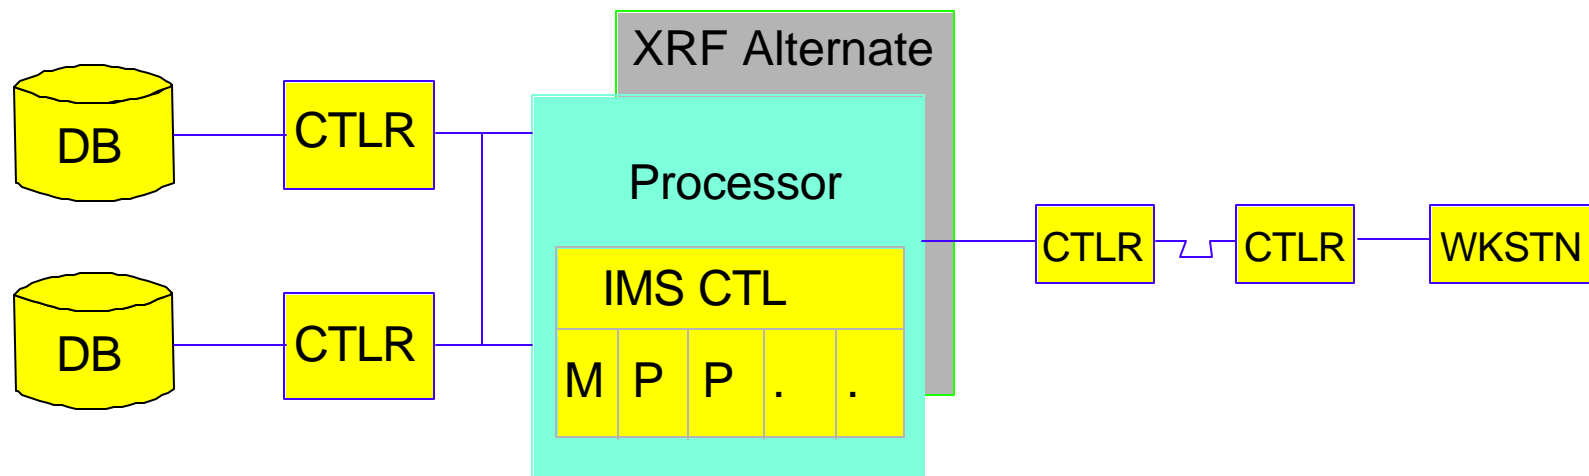 XRF Alternate
DB
CTLR
Processor
CTLR
CTLR
WKSTN
IMS CTL
DB
CTLR
M P P . .